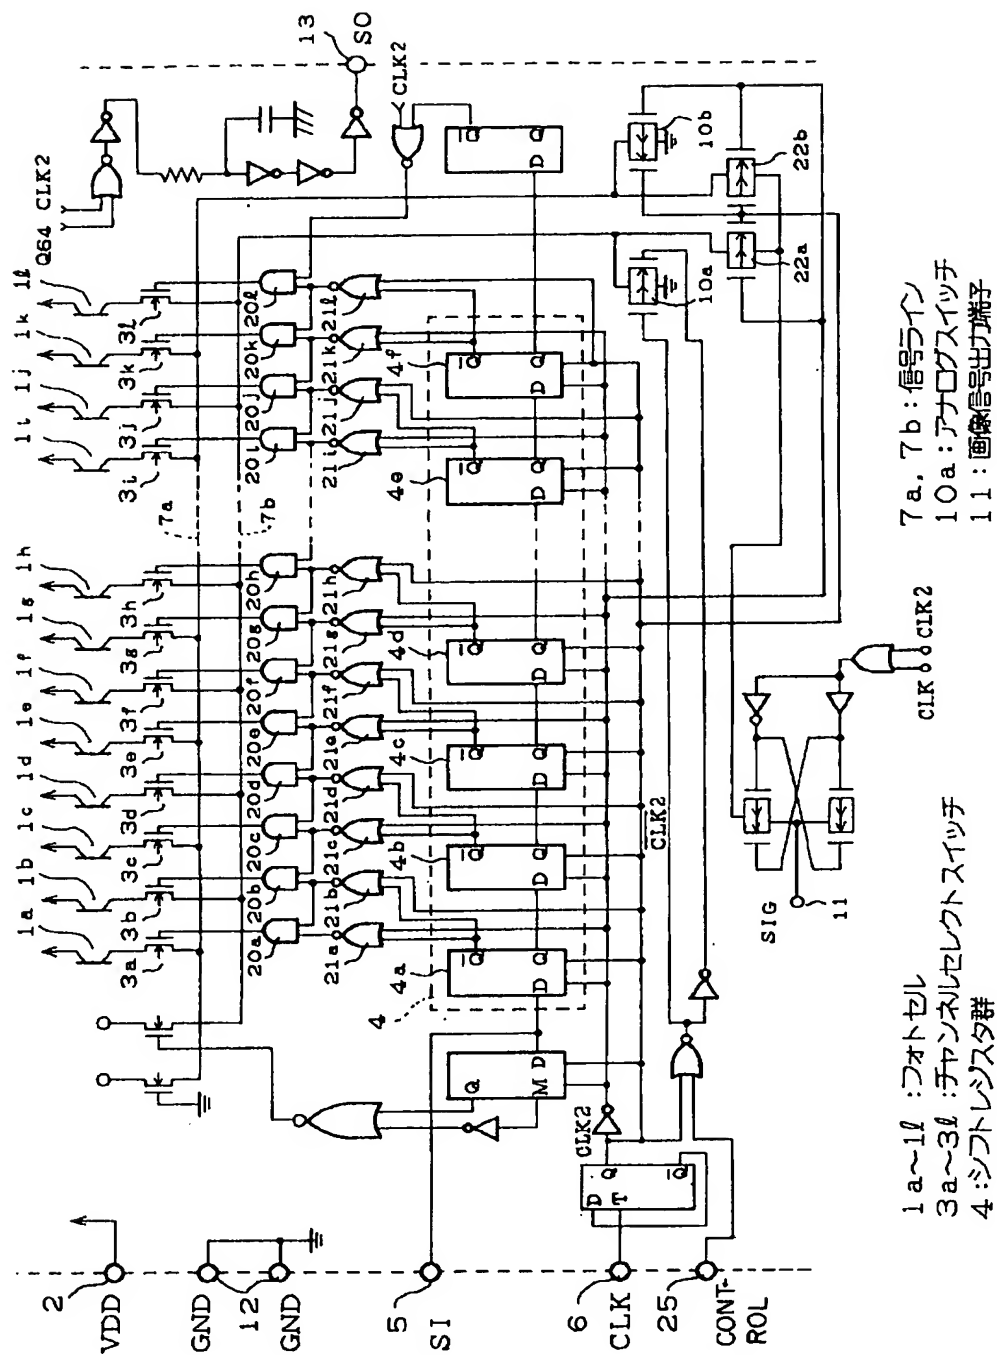 Q64 CLK2
13
SO
CLK2
1a 1b 1c 1d 1e 1f 1g 1h 1i 1j 1k 1l
3a 3b 3c 3d 3e 3f 3g 3h 3i 3j 3k 3l
7a
7b
20a 20b 20c 20d 20e 20f 20g 20h 20i 20j 20k 20l
21a 21b 21c 21d 21e 21f 21g 21h 21i 21j 21k 21l
4
4a 4b 4c 4d 4e 4f
Q̅ D Q
Q̅ D Q
Q̅ D Q
Q̅ D Q
Q̅ D Q
Q̅ D Q
Q̅ D Q
Q M D
D T Q Q̅
CLK2
C̅L̅K̅2̅
10a
10b
22a
22b
2
VDD
GND
12
GND
5
SI
6
CLK
25
CONT-
ROL
SIG
11
CLK CLK2
1a～1l：フォトセル
3a～3l：チャンネルセレクトスイッチ
4：シフトレジスタ群
7a，7b：信号ライン
10a：アナログスイッチ
11：画像信号出力端子